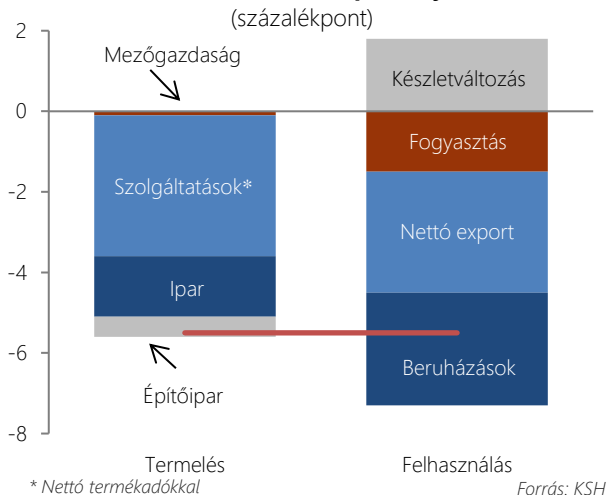 (százalékpont)
2
0
-2
-4
-6
-8
Mezőgazdaság
Szolgáltatások*
Ipar
Építőipar
Készletváltozás
Fogyasztás
Nettó export
Beruházások
Termelés
Felhasználás
* Nettó termékadókkal
Forrás: KSH